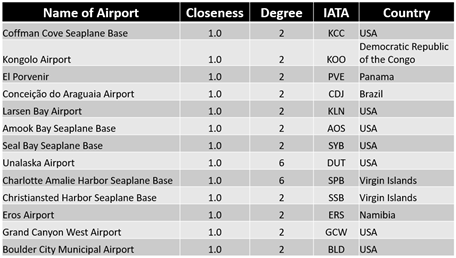 Name of Airport Closeness Degree IATA Country
Coffman Cove Seaplane Base 1.0 2 KCC USA
Kongolo Airport 1.0 2 KOO Democratic Republic of the Congo
El Porvenir 1.0 2 PVE Panama
Conceição do Araguaia Airport 1.0 2 CDJ Brazil
Larsen Bay Airport 1.0 2 KLN USA
Amook Bay Seaplane Base 1.0 2 AOS USA
Seal Bay Seaplane Base 1.0 2 SYB USA
Unalaska Airport 1.0 6 DUT USA
Charlotte Amalie Harbor Seaplane Base 1.0 6 SPB Virgin Islands
Christiansted Harbor Seaplane Base 1.0 2 SSB Virgin Islands
Eros Airport 1.0 2 ERS Namibia
Grand Canyon West Airport 1.0 2 GCW USA
Boulder City Municipal Airport 1.0 2 BLD USA